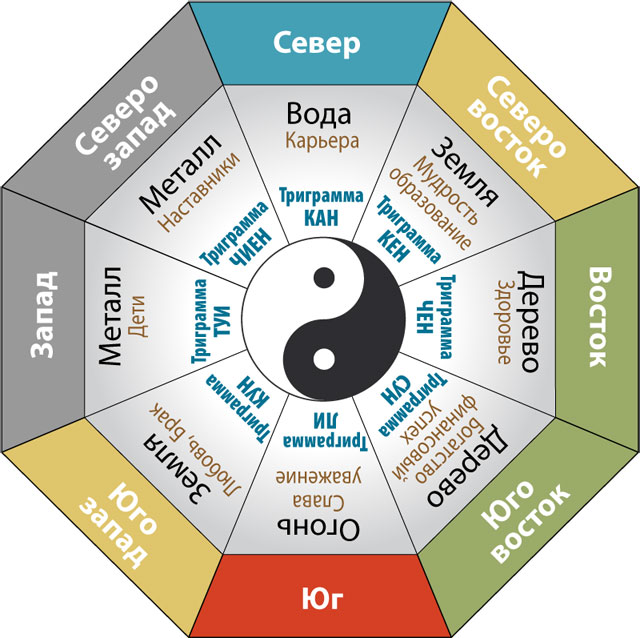 Север
Вода
Карьера
Триграмма
КАН
Северо
восток
Земля
Мудрость
образование
Триграмма
КЕН
Восток
Дерево
Здоровье
Триграмма
ЧЕН
Юго
восток
Дерево
Богатство
финансовый
успех
Триграмма
СУН
Юг
Огонь
Слава
уважение
Триграмма
ЛИ
Юго
запад
Земля
Любовь, Брак
Триграмма
КУН
Запад
Металл
Дети
Триграмма
ТУИ
Северо
запад
Металл
Наставники
Триграмма
ЧИЕН